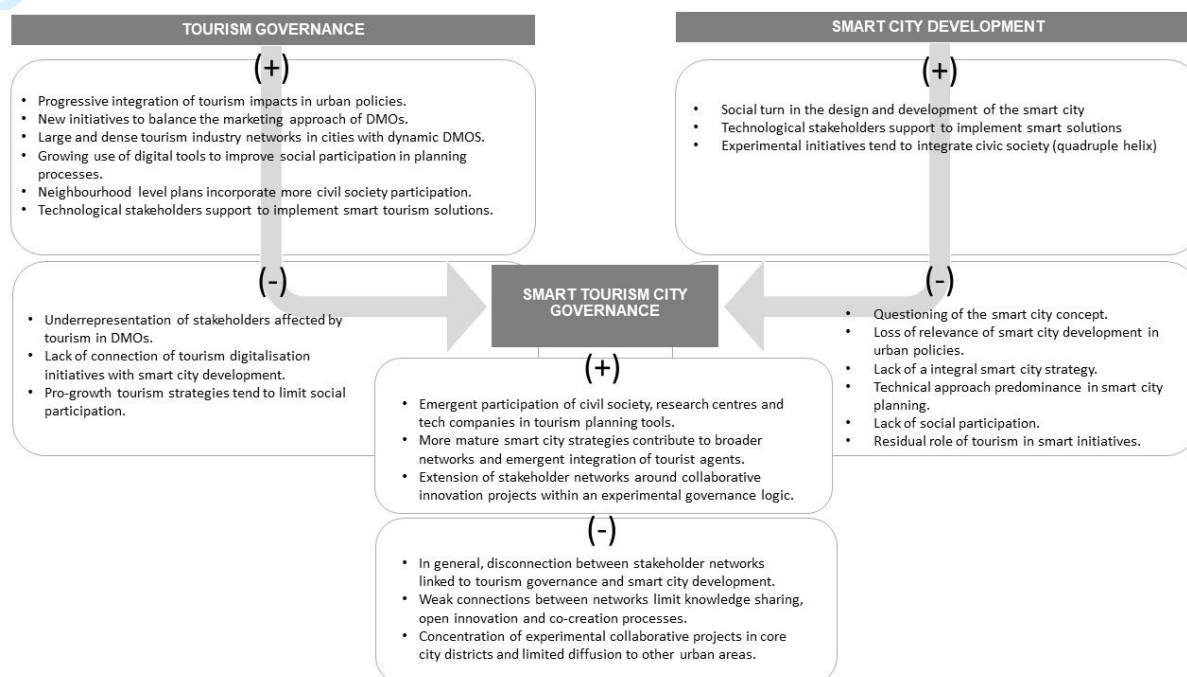 TOURISM GOVERNANCE
(+)
• Progressive integration of tourism impacts in urban policies.
• New initiatives to balance the marketing approach of DMOs.
• Large and dense tourism industry networks in cities with dynamic DMOS.
• Growing use of digital tools to improve social participation in planning
processes.
• Neighbourhood level plans incorporate more civil society participation.
• Technological stakeholders support to implement smart tourism solutions.
(-)
• Underrepresentation of stakeholders affected by
tourism in DMOs.
• Lack of connection of tourism digitalisation
initiatives with smart city development.
• Pro-growth tourism strategies tend to limit social
participation.
SMART CITY DEVELOPMENT
(+)
• Social turn in the design and development of the smart city
• Technological stakeholders support to implement smart solutions
• Experimental initiatives tend to integrate civic society (quadruple helix)
(-)
• Questioning of the smart city concept.
• Loss of relevance of smart city development in
urban policies.
• Lack of a integral smart city strategy.
• Technical approach predominance in smart city
planning.
• Lack of social participation.
• Residual role of tourism in smart initiatives.
SMART TOURISM CITY
GOVERNANCE
(+)
• Emergent participation of civil society, research centres and
tech companies in tourism planning tools.
• More mature smart city strategies contribute to broader
networks and emergent integration of tourist agents.
• Extension of stakeholder networks around collaborative
innovation projects within an experimental governance logic.
(-)
• In general, disconnection between stakeholder networks
linked to tourism governance and smart city development.
• Weak connections between networks limit knowledge sharing,
open innovation and co-creation processes.
• Concentration of experimental collaborative projects in core
city districts and limited diffusion to other urban areas.